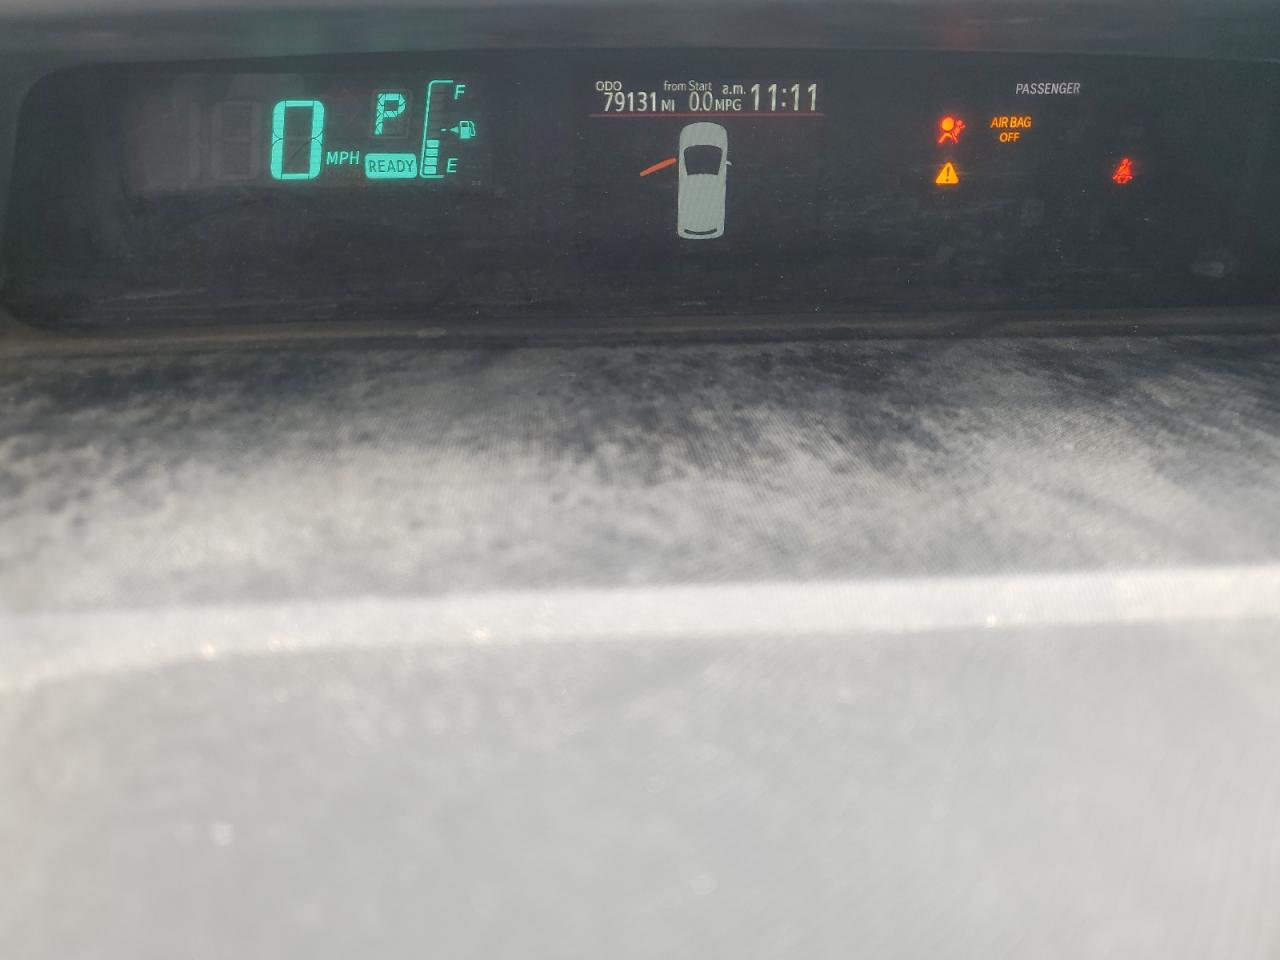 0 MPH
P
READY
F
E
ODO 79131 MI
from Start 0.0 MPG
a.m. 11:11
PASSENGER
AIR BAG
OFF